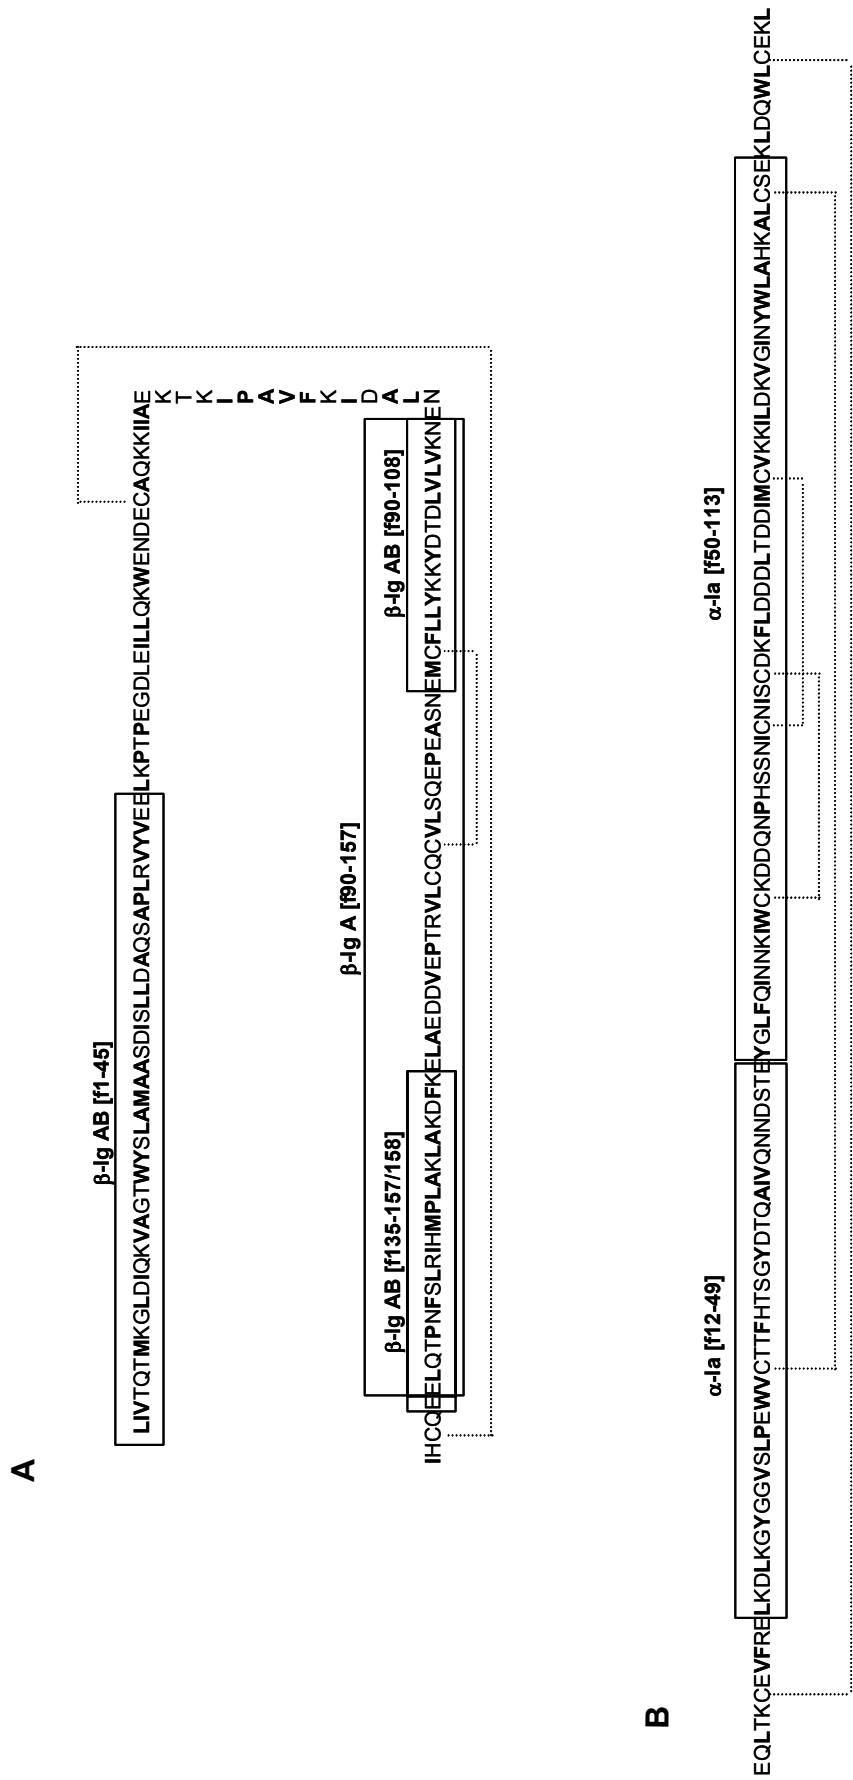 A
β-lg AB [f1-45]
LIVTQTMKGLDIQKVAGTWYSLAMAASDISLLDAQSAPLRVYVEELKPTPEGDLEILLQKWENDECAQKKIIAE
K
T
K
I
P
A
V
F
K
I
D
A
L
β-lg A [f90-157]
β-lg AB [f135-157/158]
β-lg AB [f90-108]
IHCQEELQTPNFSLRIHMPLAKLAKDFKELAEDDVEPTRVLCQCVLSQEPEASNEMCFLLYKKYDTDLVLVKNEN
B
α-la [f12-49]
α-la [f50-113]
EQLTKCEVFRELKDLKGYGGVSLPEWVCTTFHTSGYDTQAIVQNNDSTEYGLFQINNKIWCKDDQNPHSSNICNISCDKFLDDDLTDDIMCVKKILDKVGINYWLAHKALCSEKLDQWLCEKL